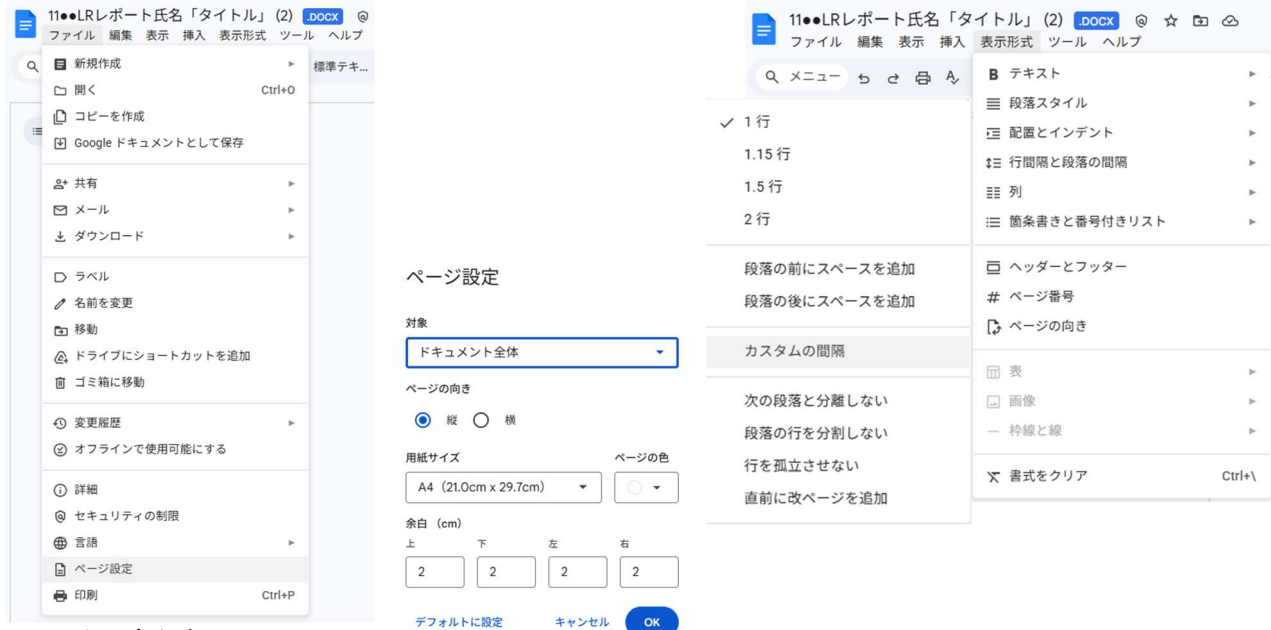 11●●LRレポート氏名「タイトル」 (2) .DOCX
ファイル 編集 表示 挿入 表示形式 ツール ヘルプ
標準テキ...
新規作成
開く Ctrl+O
コピーを作成
Google ドキュメントとして保存
共有
メール
ダウンロード
ラベル
名前を変更
移動
ドライブにショートカットを追加
ゴミ箱に移動
変更履歴
オフラインで使用可能にする
詳細
セキュリティの制限
言語
ページ設定
印刷 Ctrl+P
ページ設定
対象
ドキュメント全体
ページの向き
縦 横
用紙サイズ ページの色
A4（21.0cm x 29.7cm）
余白（cm）
上 下 左 右
2 2 2 2
デフォルトに設定 キャンセル OK
11●●LRレポート氏名「タイトル」 (2) .DOCX
ファイル 編集 表示 挿入 表示形式 ツール ヘルプ
メニュー
1 行
1.15 行
1.5 行
2 行
段落の前にスペースを追加
段落の後にスペースを追加
カスタムの間隔
次の段落と分離しない
段落の行を分割しない
行を孤立させない
直前に改ページを追加
B テキスト
段落スタイル
配置とインデント
行間隔と段落の間隔
列
箇条書きと番号付きリスト
ヘッダーとフッター
# ページ番号
ページの向き
表
画像
枠線と線
書式をクリア Ctrl+\